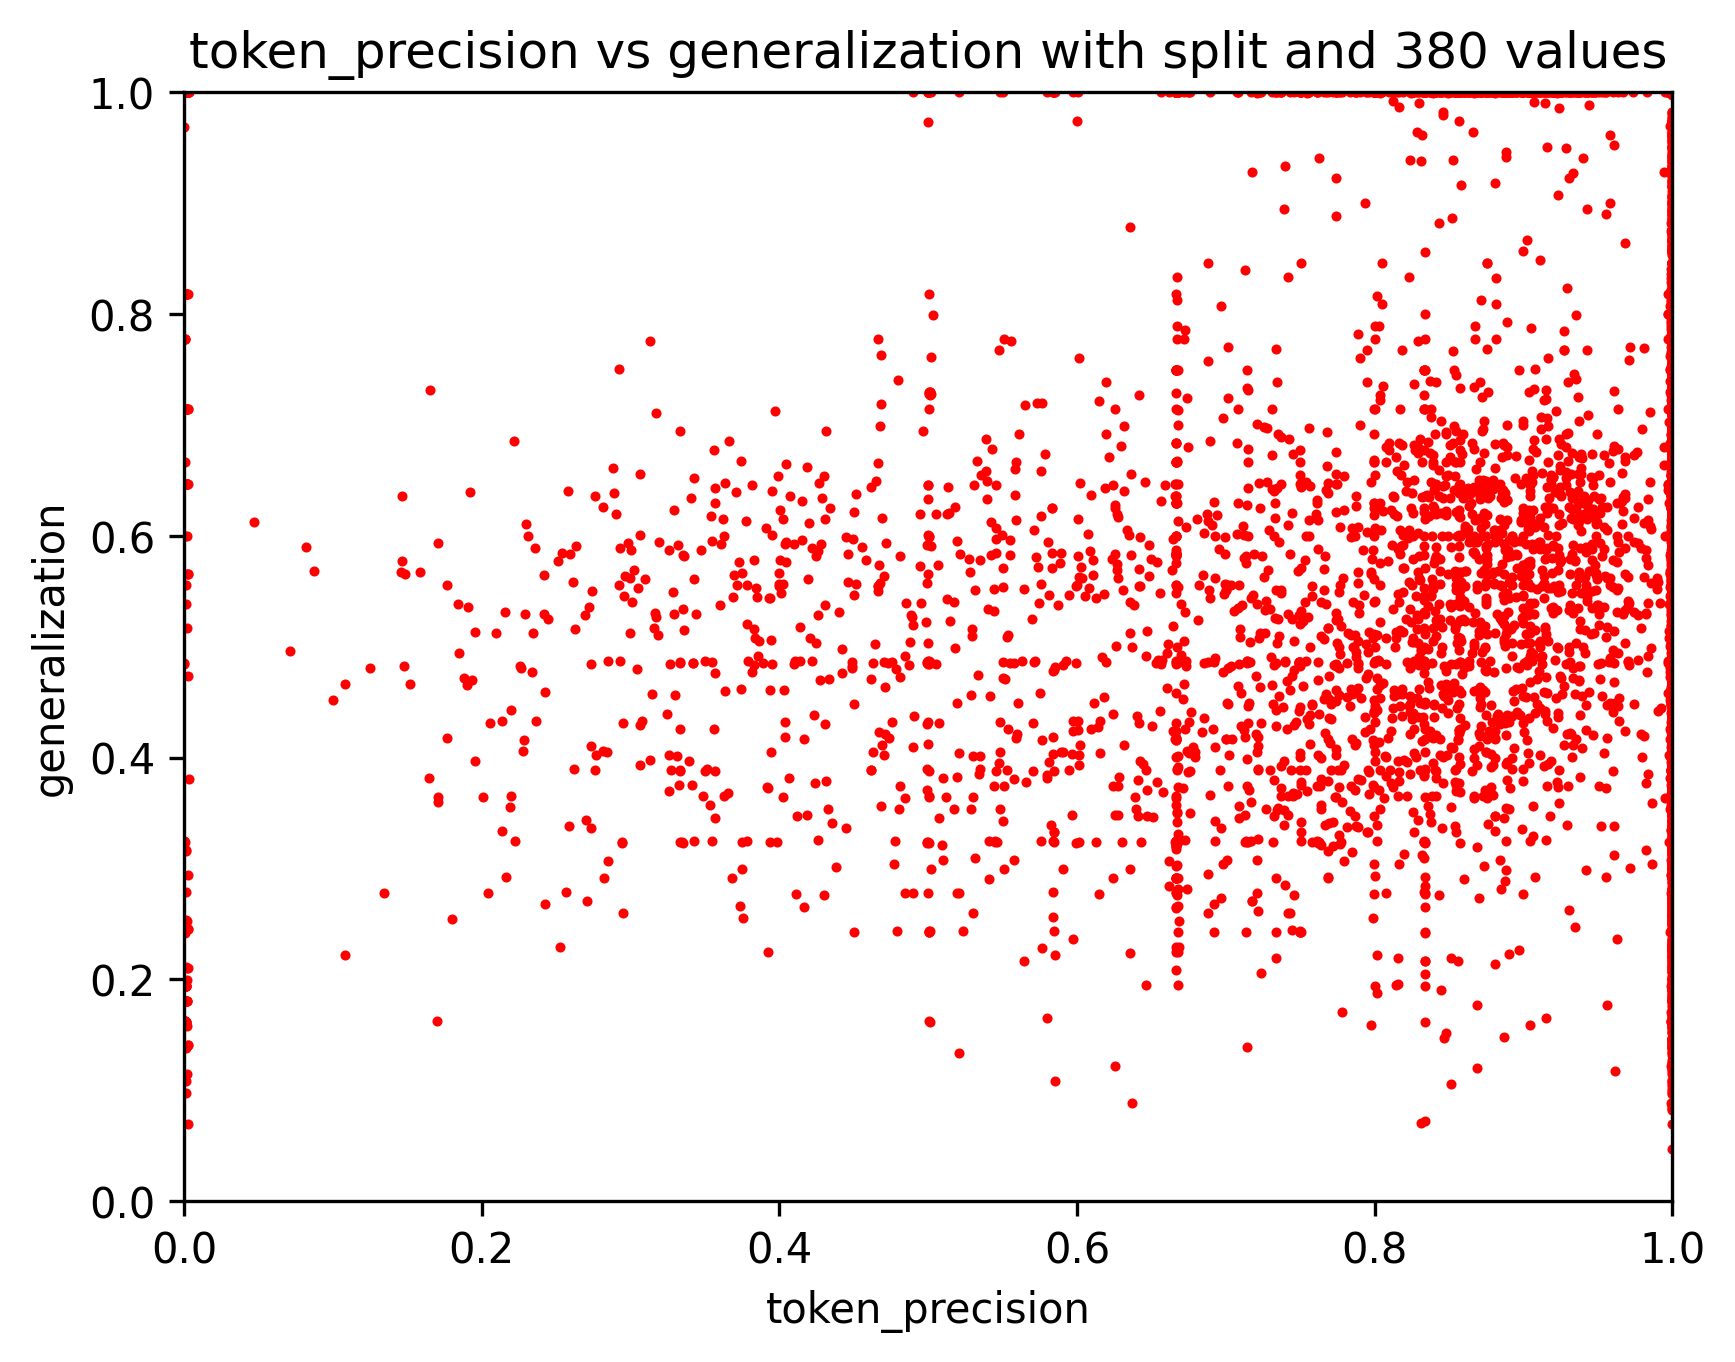 token_precision vs generalization with split and 380 values
generalization
1.0
0.8
0.6
0.4
0.2
0.0
0.0 0.2 0.4 0.6 0.8 1.0
token_precision